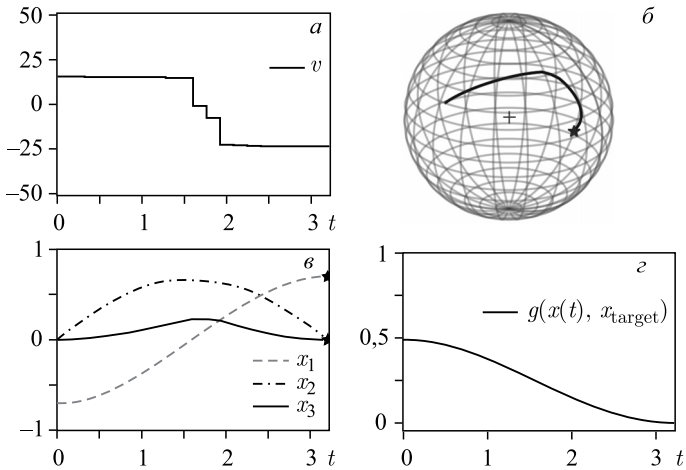 50
а
v
25
0
–25
–50
0 1 2 3 t
б
1
в
0
x1
x2
x3
–1
0 1 2 3 t
1
г
g(x(t), xtarget)
0,5
0
0 1 2 3 t